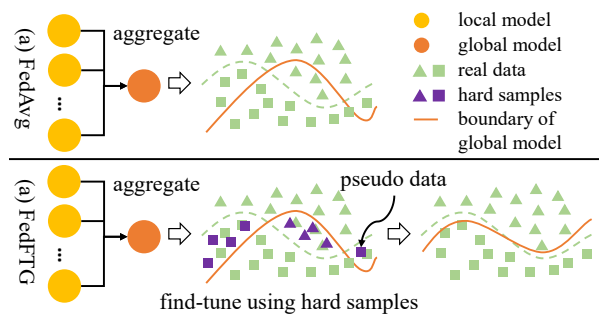 (a) FedAvg
aggregate
...
local model
global model
real data
hard samples
boundary of
global model
(a) FedFTG
aggregate
...
pseudo data
find-tune using hard samples